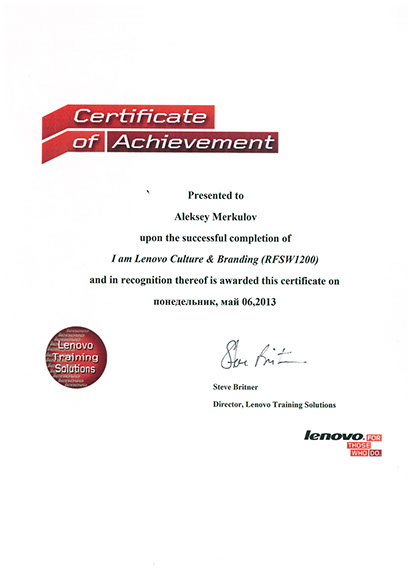 Certificate
of Achievement
Presented to
Aleksey Merkulov
upon the successful completion of
I am Lenovo Culture & Branding (RFSW1200)
and in recognition thereof is awarded this certificate on
понедельник, май 06,2013
Lenovo
Training
Solutions
Steve Britner
Steve Britner
Director, Lenovo Training Solutions
lenovo. FOR
THOSE
WHO DO.